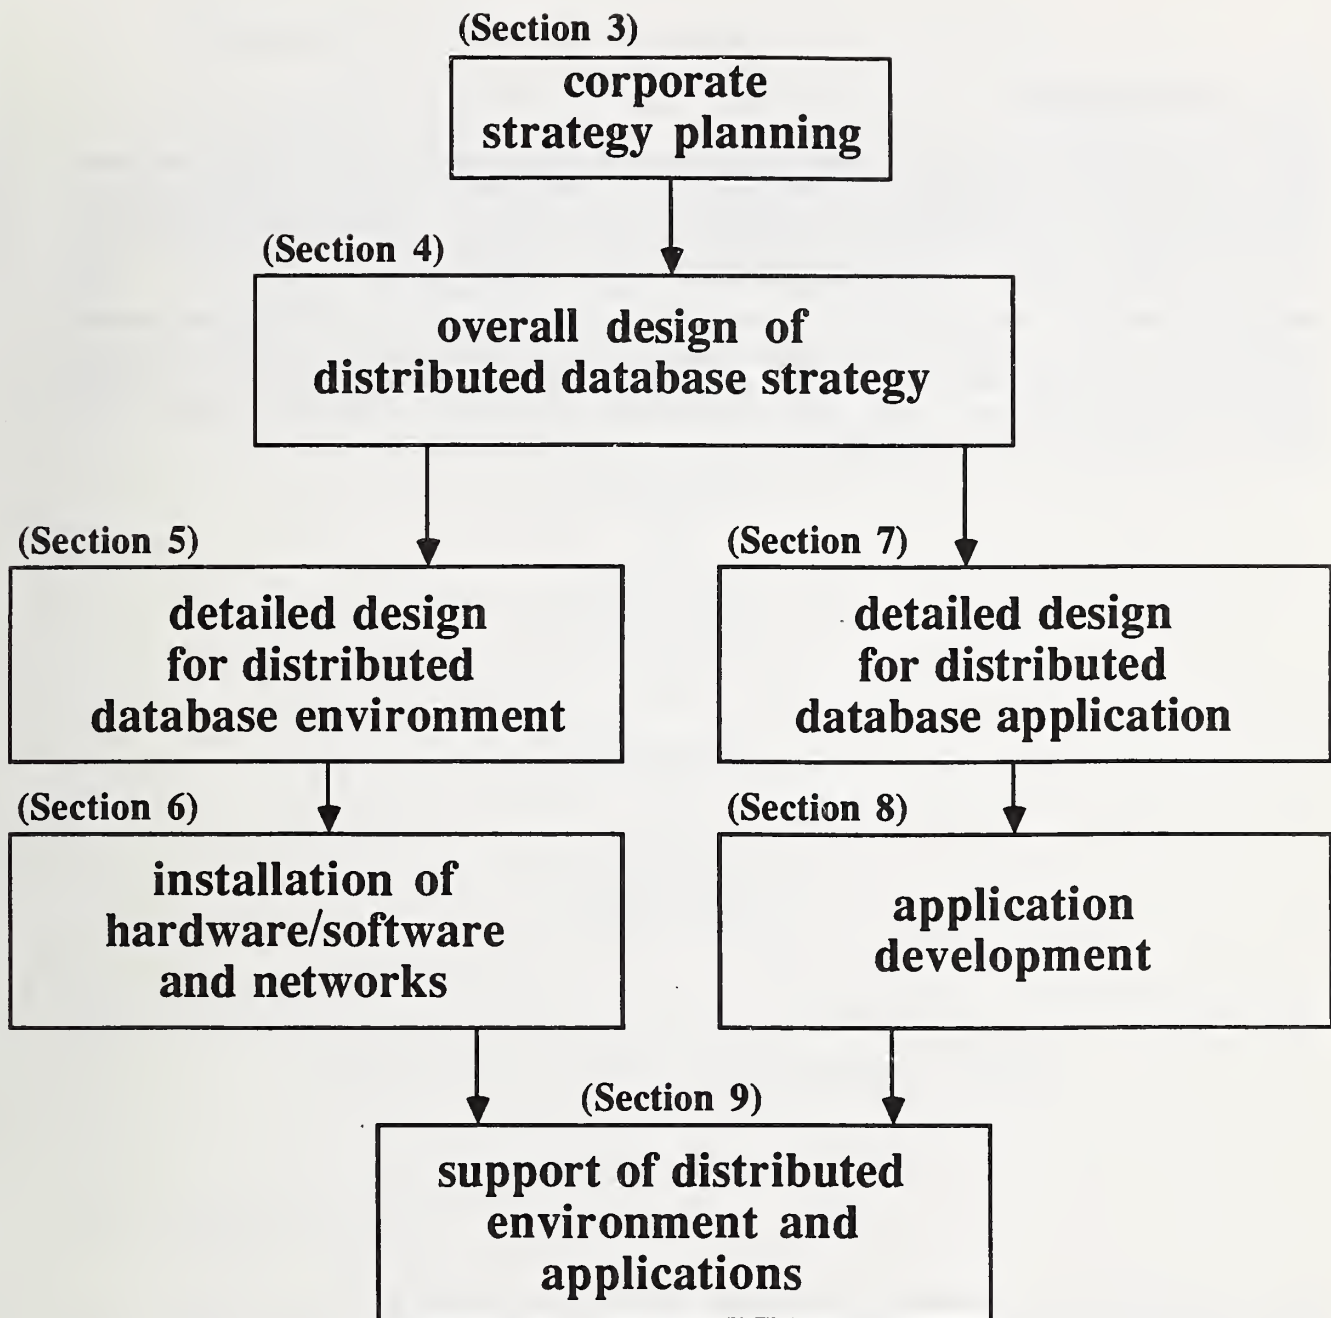 (Section 3)
corporate
strategy planning
(Section 4)
overall design of
distributed database strategy
(Section 5)
detailed design
for distributed
database environment
(Section 7)
detailed design
for distributed
database application
(Section 6)
installation of
hardware/software
and networks
(Section 8)
application
development
(Section 9)
support of distributed
environment and
applications